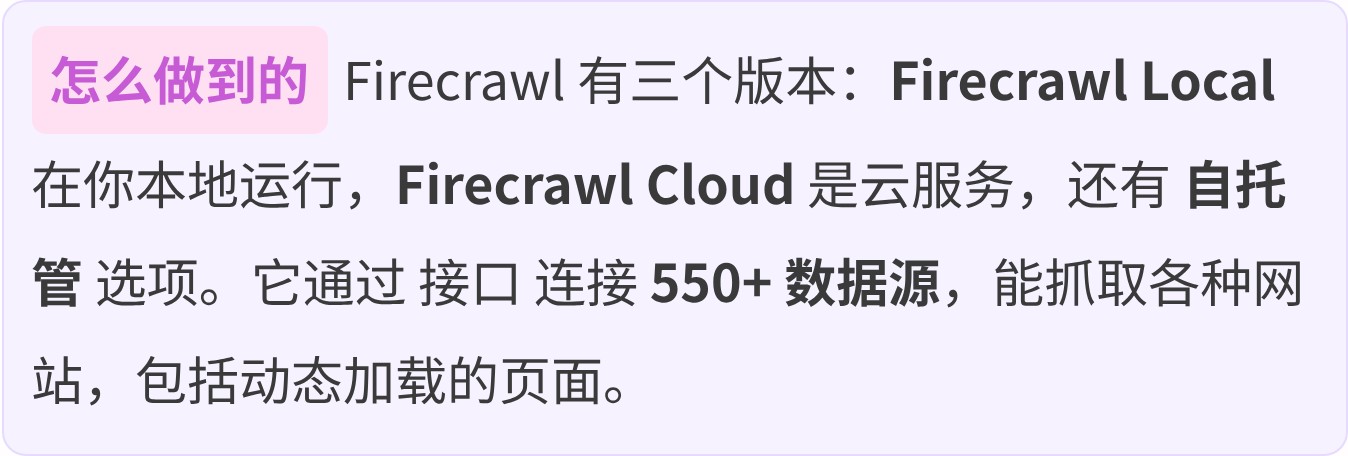 怎么做到的 Firecrawl 有三个版本：Firecrawl Local
在你本地运行，Firecrawl Cloud 是云服务，还有 自托
管 选项。它通过 接口 连接 550+ 数据源，能抓取各种网
站，包括动态加载的页面。